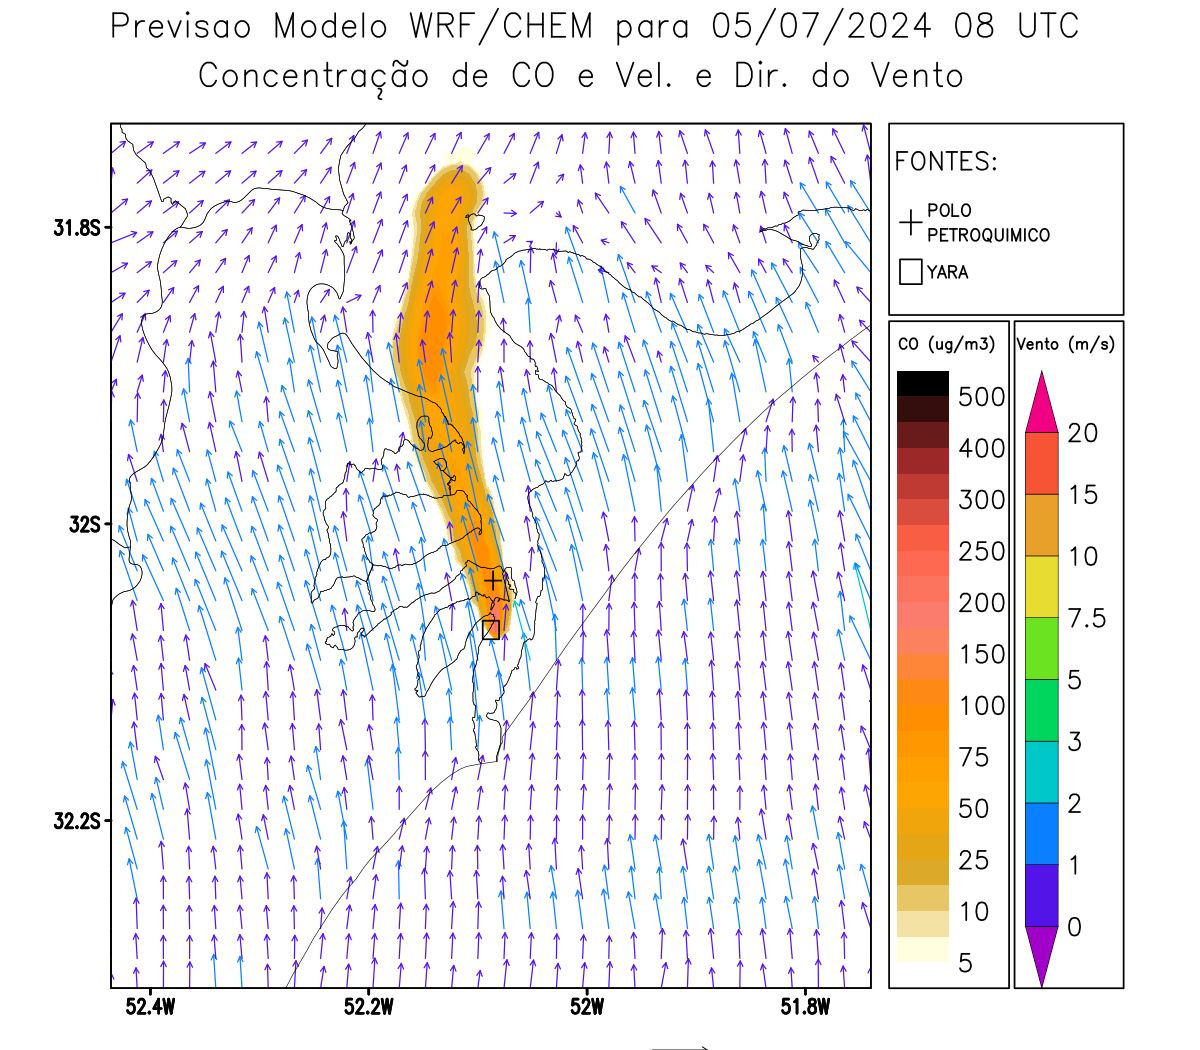 Previsao Modelo WRF/CHEM para 05/07/2024 08 UTC
Concentração de CO e Vel. e Dir. do Vento
FONTES:
POLO
PETROQUIMICO
YARA
31.8S
32S
32.2S
52.4W
52.2W
52W
51.8W
CO (ug/m3)
500
400
300
250
200
150
100
75
50
25
10
5
Vento (m/s)
20
15
10
7.5
5
3
2
1
0